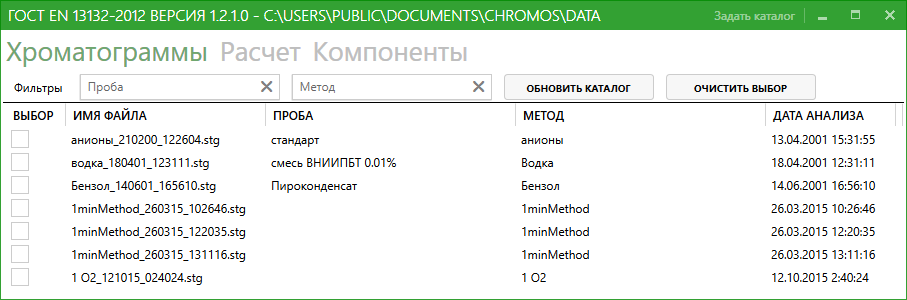 ГОСТ EN 13132-2012 ВЕРСИЯ 1.2.1.0 - C:\USERS\PUBLIC\DOCUMENTS\CHROMOS\DATA Задать каталог
Хроматограммы Расчет Компоненты
Фильтры Проба Метод ОБНОВИТЬ КАТАЛОГ ОЧИСТИТЬ ВЫБОР
ВЫБОР ИМЯ ФАЙЛА ПРОБА МЕТОД ДАТА АНАЛИЗА
анионы_210200_122604.stg стандарт анионы 13.04.2001 15:31:55
водка_180401_123111.stg смесь ВНИИПБТ 0.01% Водка 18.04.2001 12:31:11
Бензол_140601_165610.stg Пироконденсат Бензол 14.06.2001 16:56:10
1minMethod_260315_102646.stg 1minMethod 26.03.2015 10:26:46
1minMethod_260315_122035.stg 1minMethod 26.03.2015 12:20:35
1minMethod_260315_131116.stg 1minMethod 26.03.2015 13:11:16
1 O2_121015_024024.stg 1 O2 12.10.2015 2:40:24